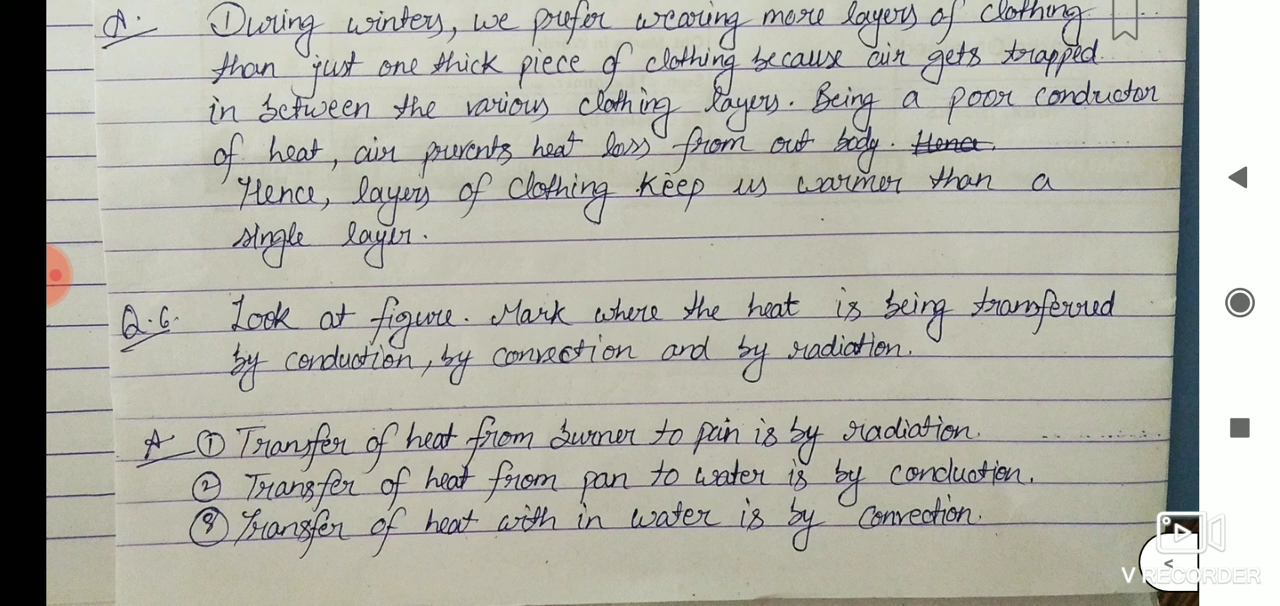 A. ① During winters, we prefer wearing more layers of clothing
than just one thick piece of clothing because air gets trapped
in between the various clothing layers. Being a poor conductor
of heat, air prevents heat loss from out body. Hence.
Hence, layers of clothing keep us warmer than a
single layer.
Q.6. Look at figure. Mark where the heat is being transferred
by conduction, by convection and by radiation.
A ① Transfer of heat from burner to pan is by radiation.
② Transfer of heat from pan to water is by conduction.
③ Transfer of heat with in water is by convection.
V RECORDER